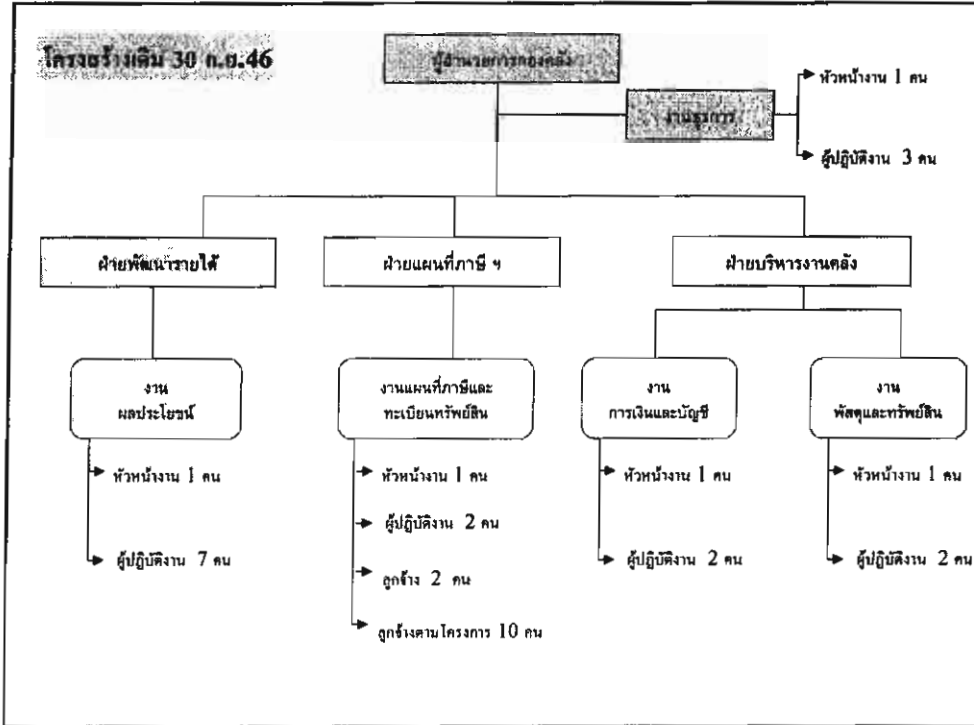 โครงสร้างเดิม 30 ก.ย.46
ผู้อำนวยการกองคลัง
งานธุรการ
หัวหน้างาน 1 คน
ผู้ปฏิบัติงาน 3 คน
ฝ่ายพัฒนารายได้
ฝ่ายแผนที่ภาษี ฯ
ฝ่ายบริหารงานคลัง
งาน
ผลประโยชน์
งานแผนที่ภาษีและ
ทะเบียนทรัพย์สิน
งาน
การเงินและบัญชี
งาน
พัสดุและทรัพย์สิน
หัวหน้างาน 1 คน
ผู้ปฏิบัติงาน 7 คน
หัวหน้างาน 1 คน
ผู้ปฏิบัติงาน 2 คน
ลูกจ้าง 2 คน
ลูกจ้างตามโครงการ 10 คน
หัวหน้างาน 1 คน
ผู้ปฏิบัติงาน 2 คน
หัวหน้างาน 1 คน
ผู้ปฏิบัติงาน 2 คน